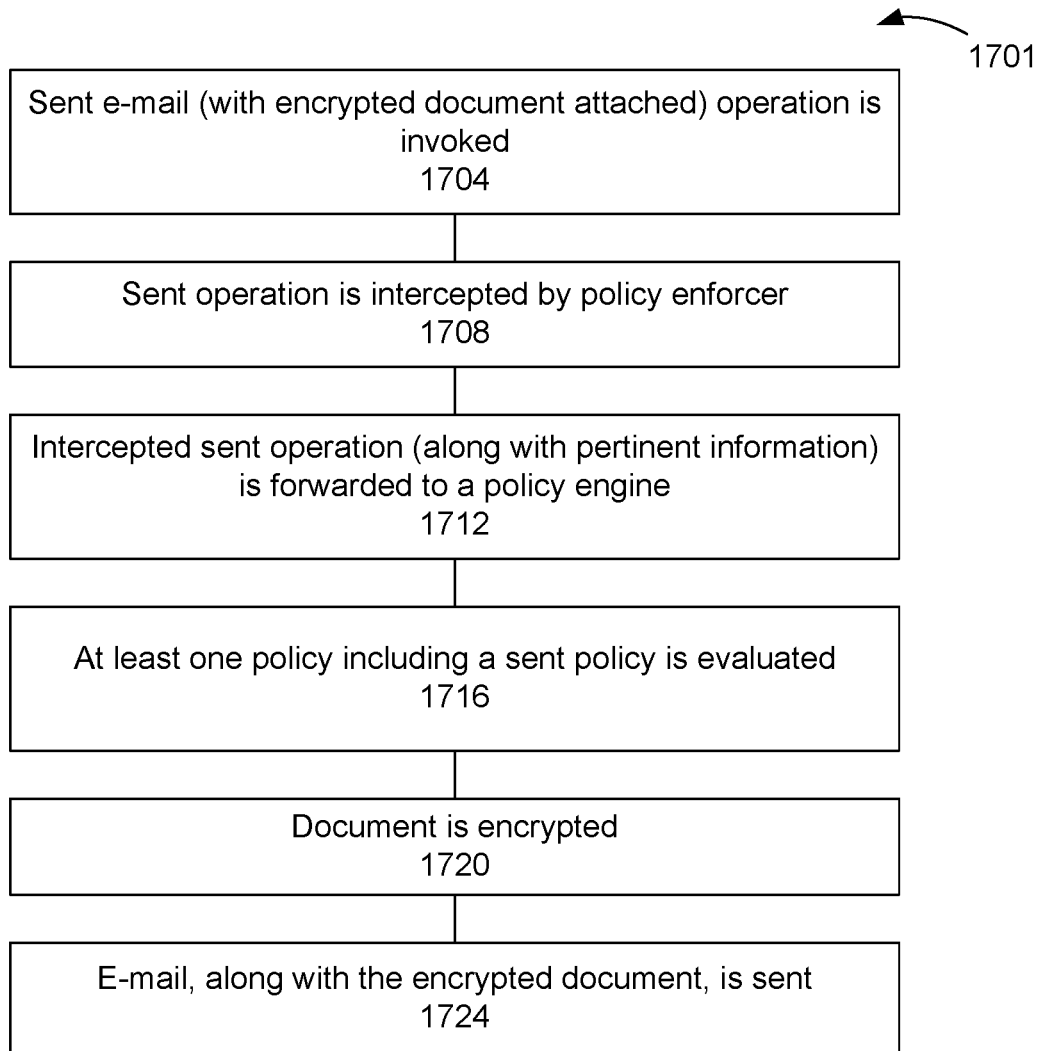 1701
Sent e-mail (with encrypted document attached) operation is
invoked
1704
Sent operation is intercepted by policy enforcer
1708
Intercepted sent operation (along with pertinent information)
is forwarded to a policy engine
1712
At least one policy including a sent policy is evaluated
1716
Document is encrypted
1720
E-mail, along with the encrypted document, is sent
1724